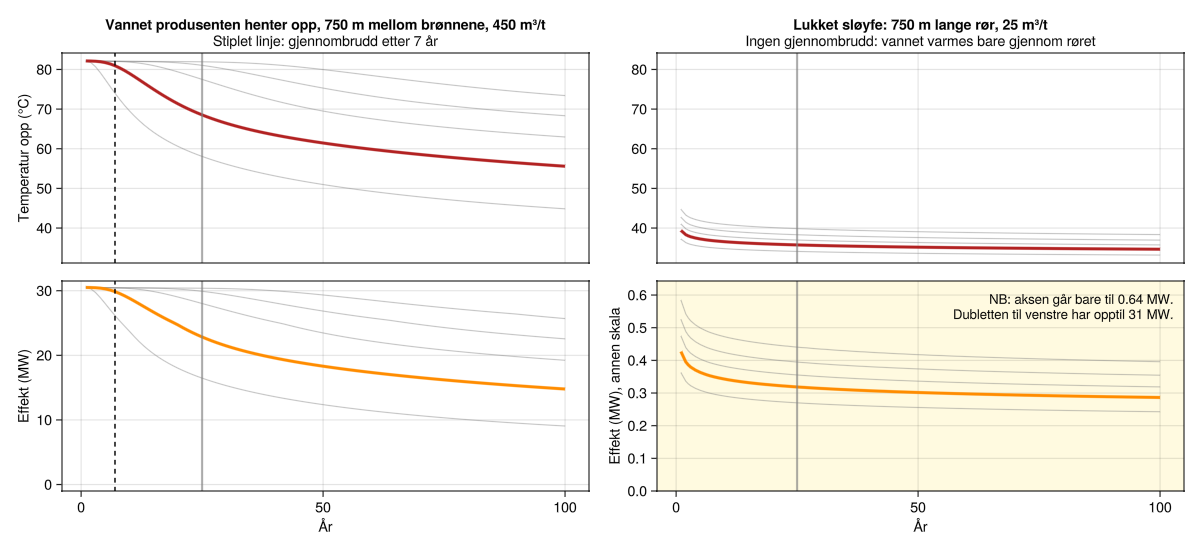 Vannet produsenten henter opp, 750 m mellom brønnene, 450 m³/t
Stiplet linje: gjennombrudd etter 7 år
Lukket sløyfe: 750 m lange rør, 25 m³/t
Ingen gjennombrudd: vannet varmes bare gjennom røret
Temperatur opp (°C)
80
70
60
50
40
80
70
60
50
40
Effekt (MW)
30
20
10
0
0
50
100
År
Effekt (MW), annen skala
0.6
0.5
0.4
0.3
0.2
0.1
0.0
NB: aksen går bare til 0.64 MW.
Dubletten til venstre har opptil 31 MW.
0
50
100
År